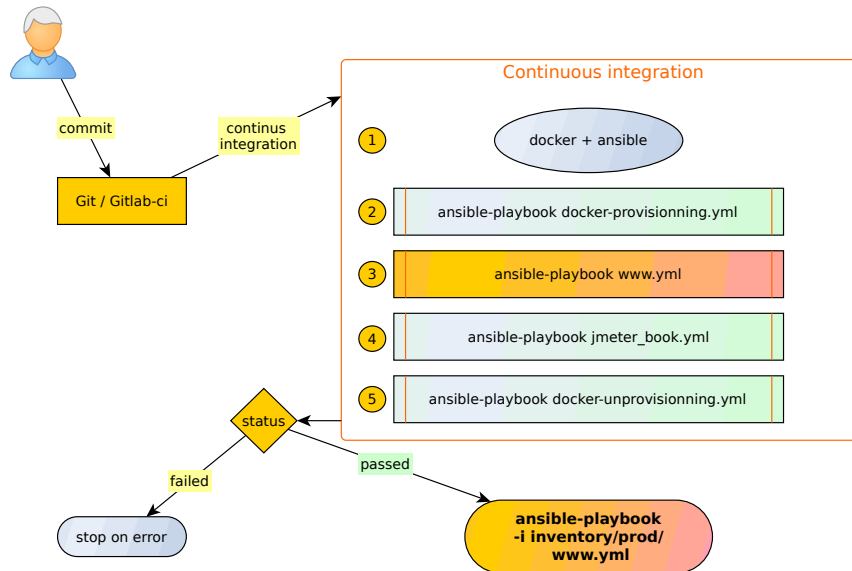 Continuous integration
commit
continus
integration
1
docker + ansible
Git / Gitlab-ci
2
ansible-playbook docker-provisionning.yml
3
ansible-playbook www.yml
4
ansible-playbook jmeter_book.yml
5
ansible-playbook docker-unprovisionning.yml
status
passed
failed
stop on error
ansible-playbook
-i inventory/prod/
www.yml